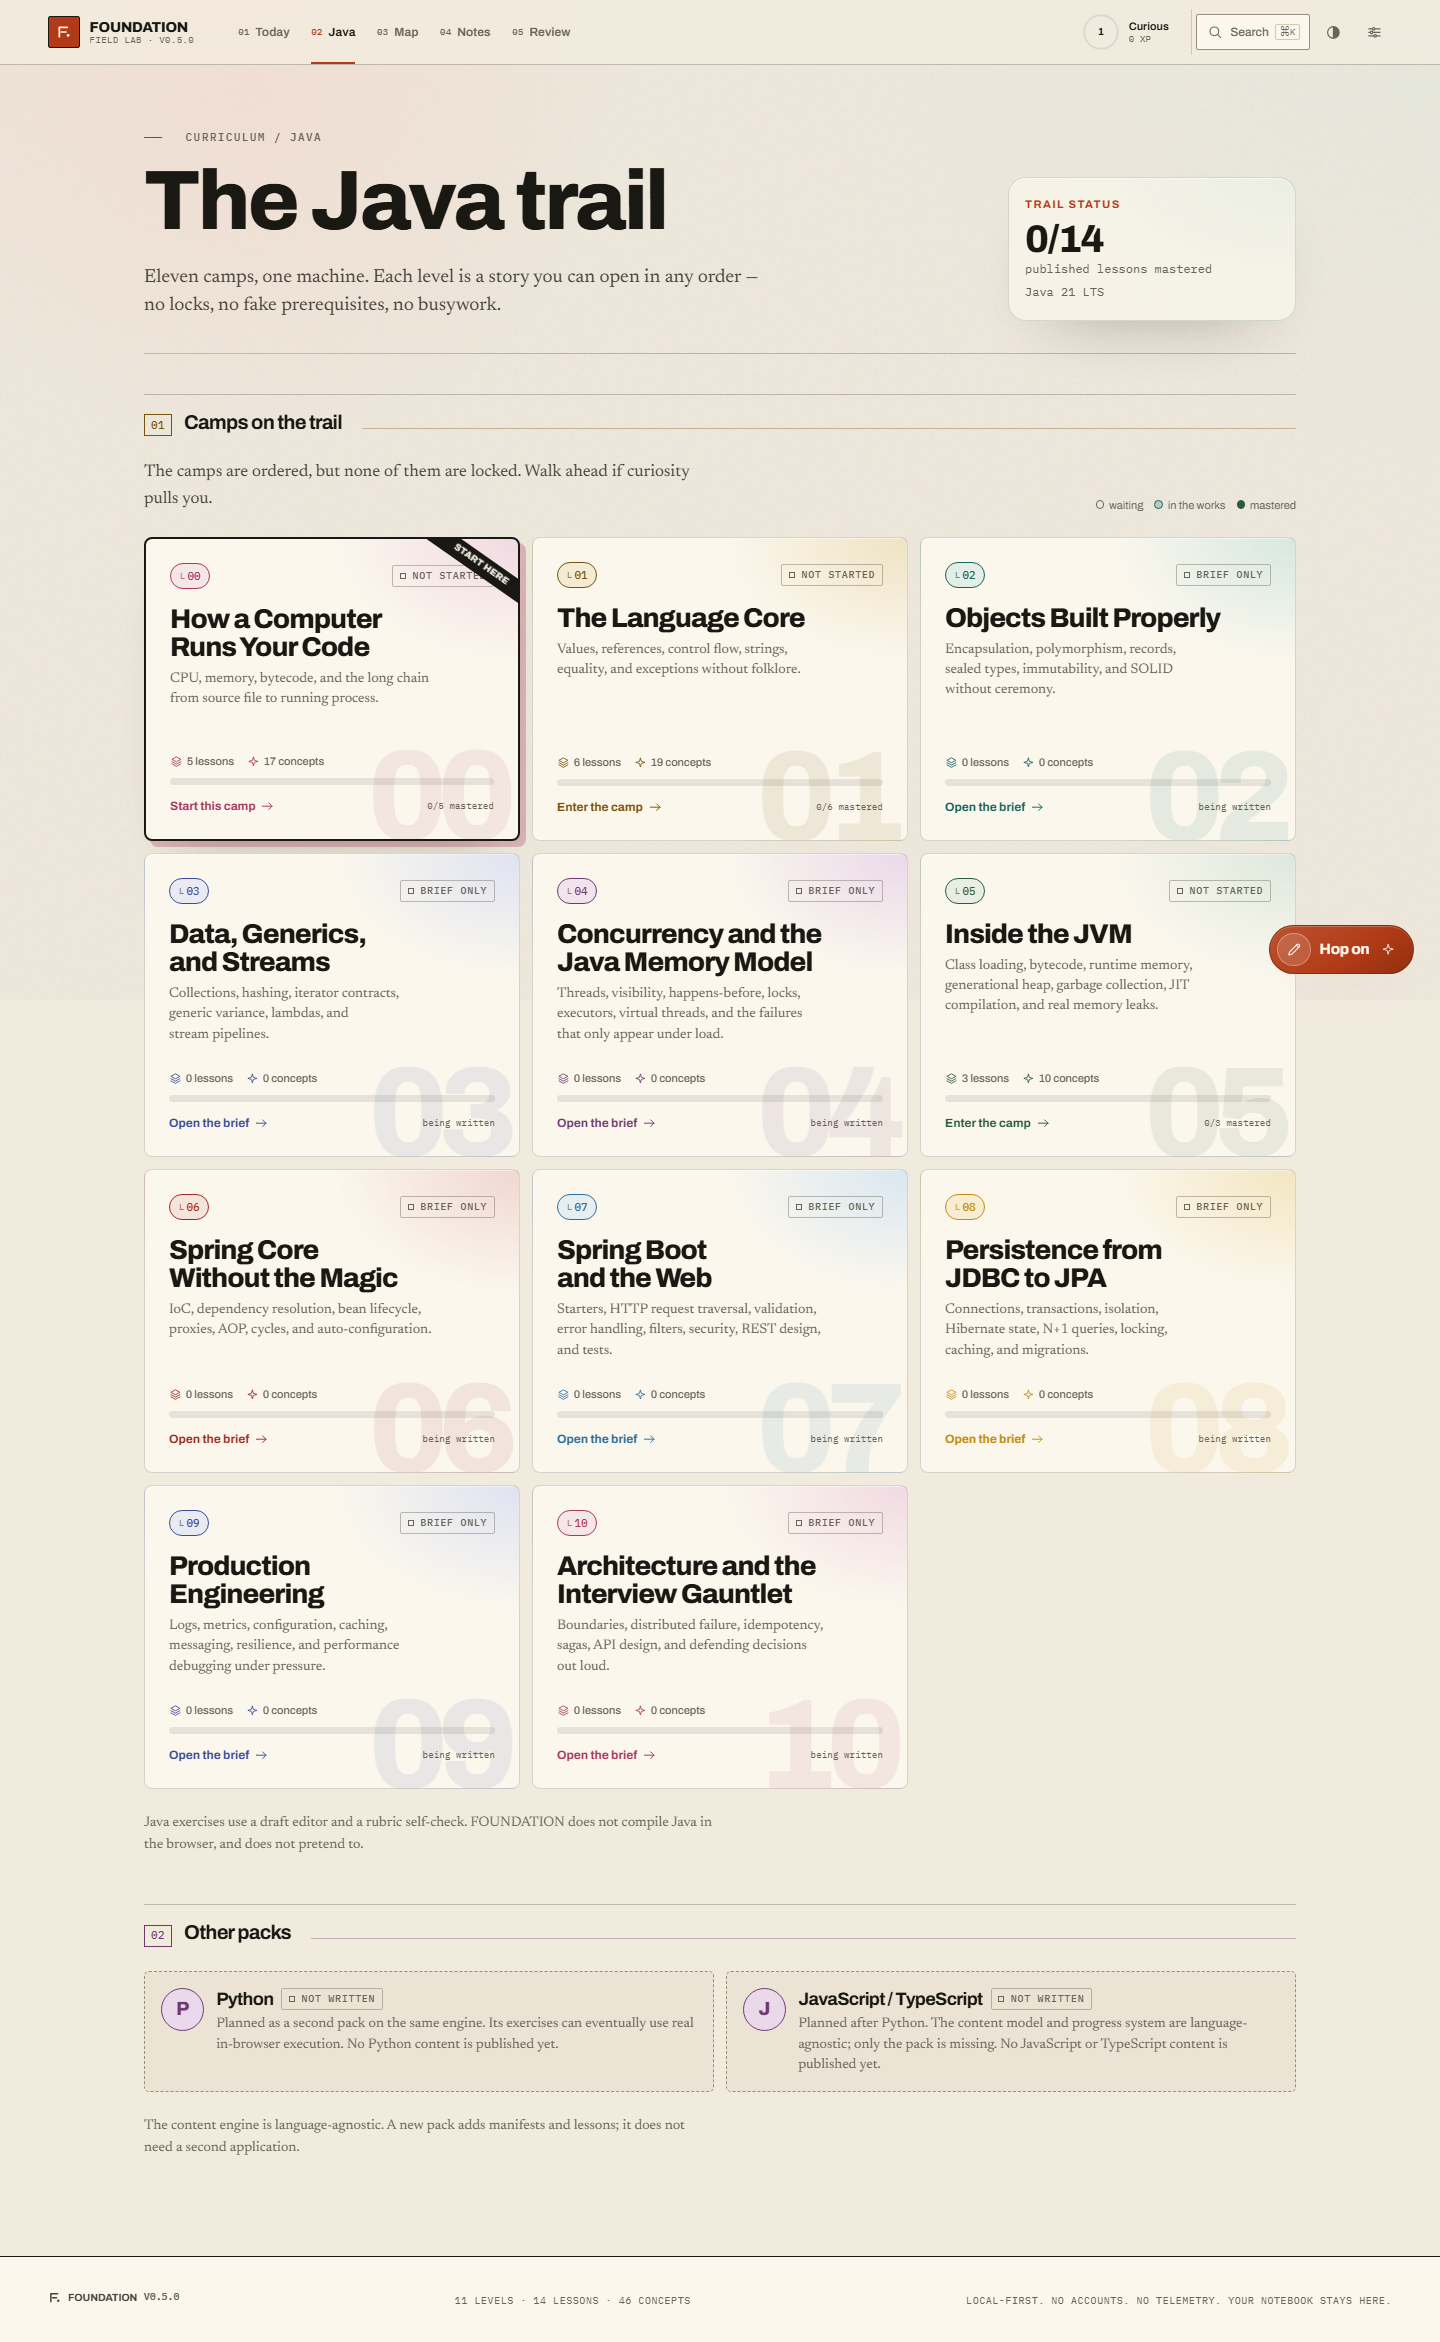 F. FOUNDATION
FIELD LAB · V0.5.0
01 Today
02 Java
03 Map
04 Notes
05 Review
1
Curious
0 XP
Search ⌘K
CURRICULUM / JAVA
The Java trail
Eleven camps, one machine. Each level is a story you can open in any order —
no locks, no fake prerequisites, no busywork.
TRAIL STATUS
0/14
published lessons mastered
Java 21 LTS
01 Camps on the trail
The camps are ordered, but none of them are locked. Walk ahead if curiosity
pulls you.
waiting
in the works
mastered
L00
START HERE
How a Computer
Runs Your Code
CPU, memory, bytecode, and the long chain
from source file to running process.
5 lessons 17 concepts
00
Start this camp →
0/5 mastered
L01
NOT STARTED
The Language Core
Values, references, control flow, strings,
equality, and exceptions without folklore.
6 lessons 19 concepts
01
Enter the camp →
0/6 mastered
L02
BRIEF ONLY
Objects Built Properly
Encapsulation, polymorphism, records,
sealed types, immutability, and SOLID
without ceremony.
0 lessons 0 concepts
02
Open the brief →
being written
L03
BRIEF ONLY
Data, Generics,
and Streams
Collections, hashing, iterator contracts,
generic variance, lambdas, and
stream pipelines.
0 lessons 0 concepts
03
Open the brief →
being written
L04
BRIEF ONLY
Concurrency and the
Java Memory Model
Threads, visibility, happens-before, locks,
executors, virtual threads, and the failures
that only appear under load.
0 lessons 0 concepts
04
Open the brief →
being written
L05
NOT STARTED
Inside the JVM
Class loading, bytecode, runtime memory,
generational heap, garbage collection, JIT
compilation, and real memory leaks.
3 lessons 10 concepts
05
Enter the camp →
0/3 mastered
Hop on
L06
BRIEF ONLY
Spring Core
Without the Magic
IoC, dependency resolution, bean lifecycle,
proxies, AOP, cycles, and auto-configuration.
0 lessons 0 concepts
06
Open the brief →
being written
L07
BRIEF ONLY
Spring Boot
and the Web
Starters, HTTP request traversal, validation,
error handling, filters, security, REST design,
and tests.
0 lessons 0 concepts
07
Open the brief →
being written
L08
BRIEF ONLY
Persistence from
JDBC to JPA
Connections, transactions, isolation,
Hibernate state, N+1 queries, locking,
caching, and migrations.
0 lessons 0 concepts
08
Open the brief →
being written
L09
BRIEF ONLY
Production
Engineering
Logs, metrics, configuration, caching,
messaging, resilience, and performance
debugging under pressure.
0 lessons 0 concepts
09
Open the brief →
being written
L10
BRIEF ONLY
Architecture and the
Interview Gauntlet
Boundaries, distributed failure, idempotency,
sagas, API design, and defending decisions
out loud.
0 lessons 0 concepts
10
Open the brief →
being written
Java exercises use a draft editor and a rubric self-check. FOUNDATION does not compile Java in
the browser, and does not pretend to.
02 Other packs
P
Python
NOT WRITTEN
Planned as a second pack on the same engine. Its exercises can eventually use real
in-browser execution. No Python content is published yet.
J
JavaScript / TypeScript
NOT WRITTEN
Planned after Python. The content model and progress system are language-
agnostic; only the pack is missing. No JavaScript or TypeScript content is
published yet.
The content engine is language-agnostic. A new pack adds manifests and lessons; it does not
need a second application.
F. FOUNDATION V0.5.0
11 LEVELS · 14 LESSONS · 46 CONCEPTS
LOCAL-FIRST. NO ACCOUNTS. NO TELEMETRY. YOUR NOTEBOOK STAYS HERE.